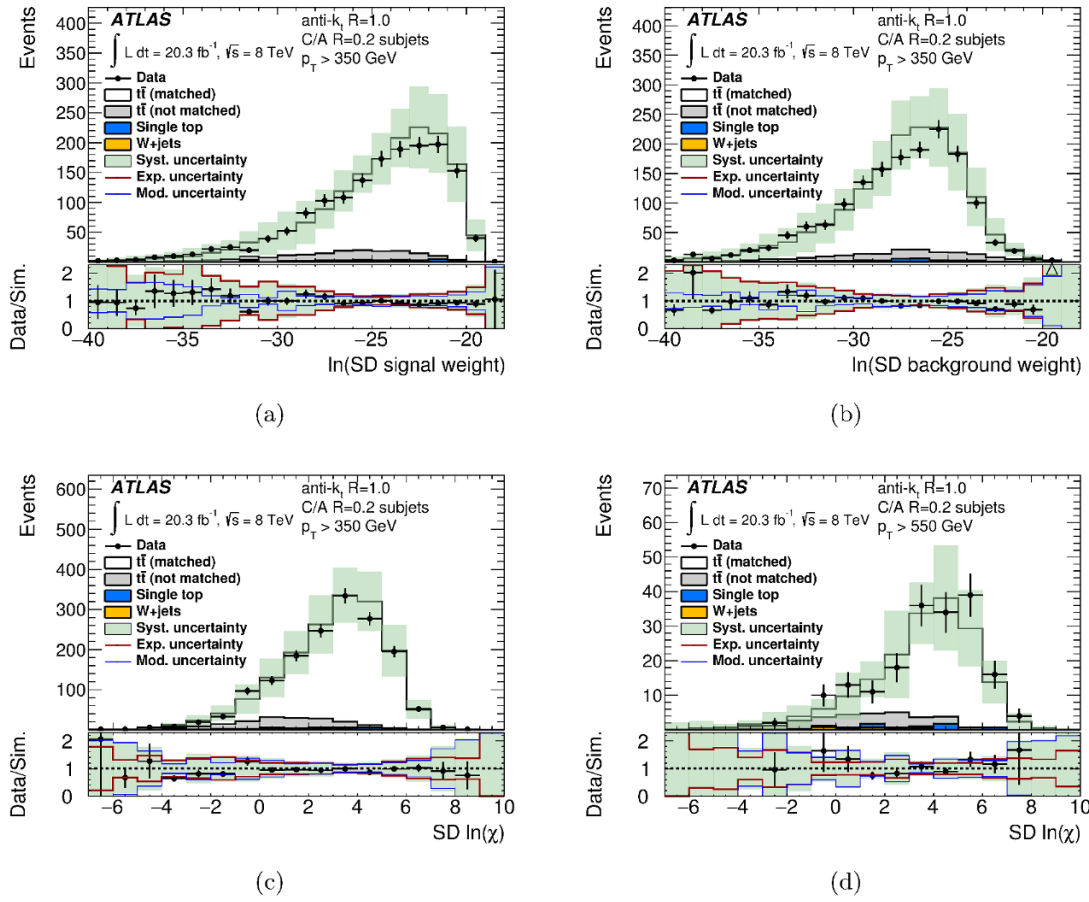 ATLAS
anti-kt R=1.0
∫ L dt = 20.3 fb-1, √s = 8 TeV
C/A R=0.2 subjets
pT > 350 GeV
Events
400
350
300
250
200
150
100
50
Data
tt̄ (matched)
tt̄ (not matched)
Single top
W+jets
Syst. uncertainty
Exp. uncertainty
Mod. uncertainty
Data/Sim.
2
1
0
−40 −35 −30 −25 −20
ln(SD signal weight)
(a)
ATLAS
anti-kt R=1.0
∫ L dt = 20.3 fb-1, √s = 8 TeV
C/A R=0.2 subjets
pT > 350 GeV
Events
400
350
300
250
200
150
100
50
Data
tt̄ (matched)
tt̄ (not matched)
Single top
W+jets
Syst. uncertainty
Exp. uncertainty
Mod. uncertainty
Data/Sim.
2
1
0
−40 −35 −30 −25 −20
ln(SD background weight)
(b)
ATLAS
anti-kt R=1.0
∫ L dt = 20.3 fb-1, √s = 8 TeV
C/A R=0.2 subjets
pT > 350 GeV
Events
600
500
400
300
200
100
Data
tt̄ (matched)
tt̄ (not matched)
Single top
W+jets
Syst. uncertainty
Exp. uncertainty
Mod. uncertainty
Data/Sim.
2
1
0
−6 −4 −2 0 2 4 6 8 10
SD ln(χ)
(c)
ATLAS
anti-kt R=1.0
∫ L dt = 20.3 fb-1, √s = 8 TeV
C/A R=0.2 subjets
pT > 550 GeV
Events
70
60
50
40
30
20
10
Data
tt̄ (matched)
tt̄ (not matched)
Single top
W+jets
Syst. uncertainty
Exp. uncertainty
Mod. uncertainty
Data/Sim.
2
1
0
−6 −4 −2 0 2 4 6 8 10
SD ln(χ)
(d)